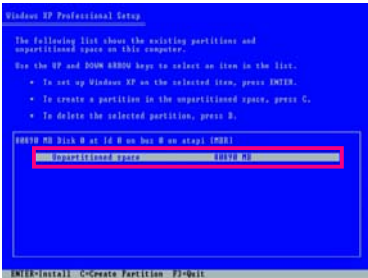 Windows XP Professional Setup
The following list shows the existing partitions and
unpartitioned space on this computer.
Use the UP and DOWN ARROW keys to select an item in the list.
• To set up Windows XP on the selected item, press ENTER.
• To create a partition in the unpartitioned space, press C.
• To delete the selected partition, press D.
80890 MB Disk 0 at Id 0 on bus 0 on atapi [MBR]
Unpartitioned space 80890 MB
ENTER=Install C=Create Partition F3=Quit